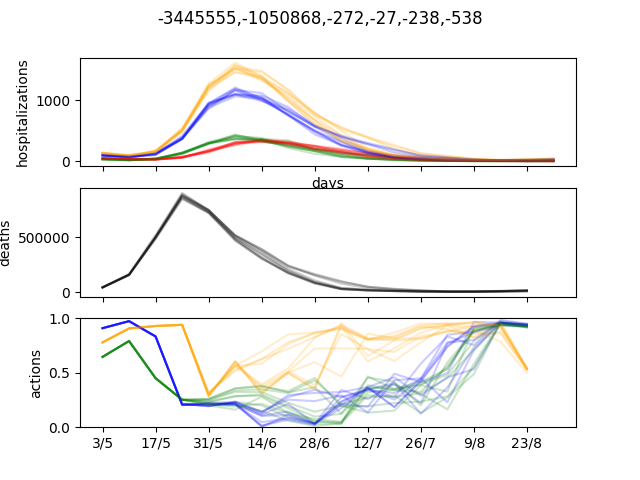 -3445555,-1050868,-272,-27,-238,-538
hospitalizations
1000
0
days
deaths
500000
0
actions
1.0
0.5
0.0
3/5 17/5 31/5 14/6 28/6 12/7 26/7 9/8 23/8